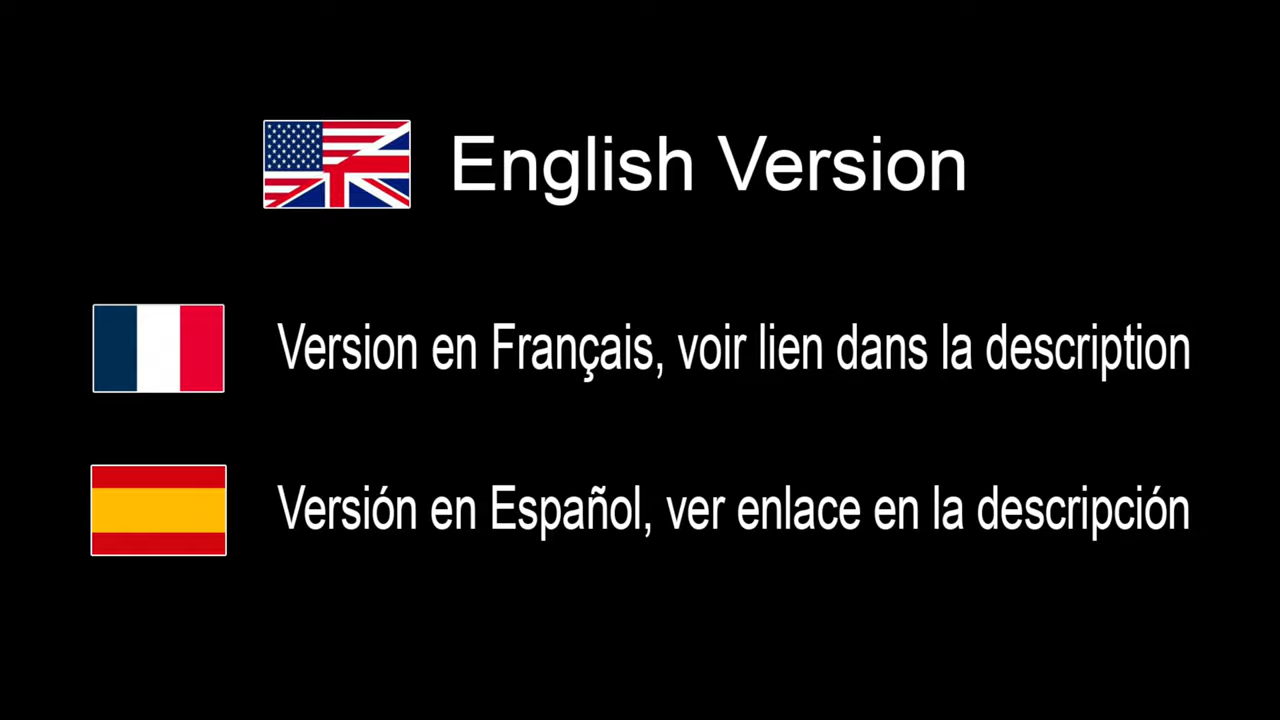 English Version
Version en Français, voir lien dans la description
Versión en Español, ver enlace en la descripción